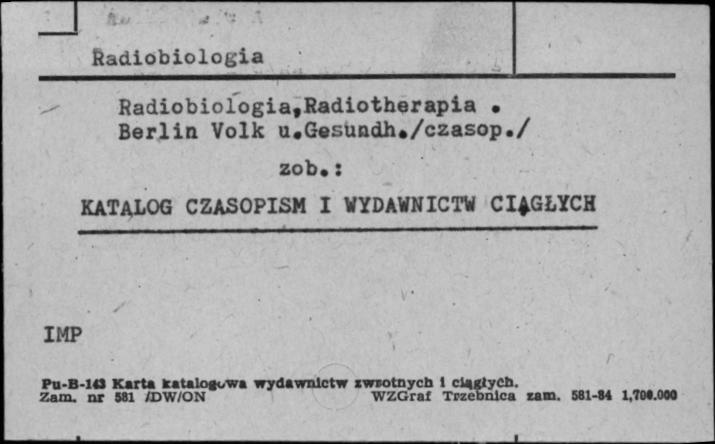 Radiobiologia
Radiobiologia,Radiotherapia .
Berlin Volk u.Gesundh./czasop./
zob.:
KATALOG CZASOPISM I WYDAWNICTW CIĄGŁYCH
IMP
Pu-B-143 Karta katalogowa wydawnictw zwrotnych i ciągłych.
Zam. nr 581 /DW/ON WZGraf Trzebnica zam. 581-84 1,700.000